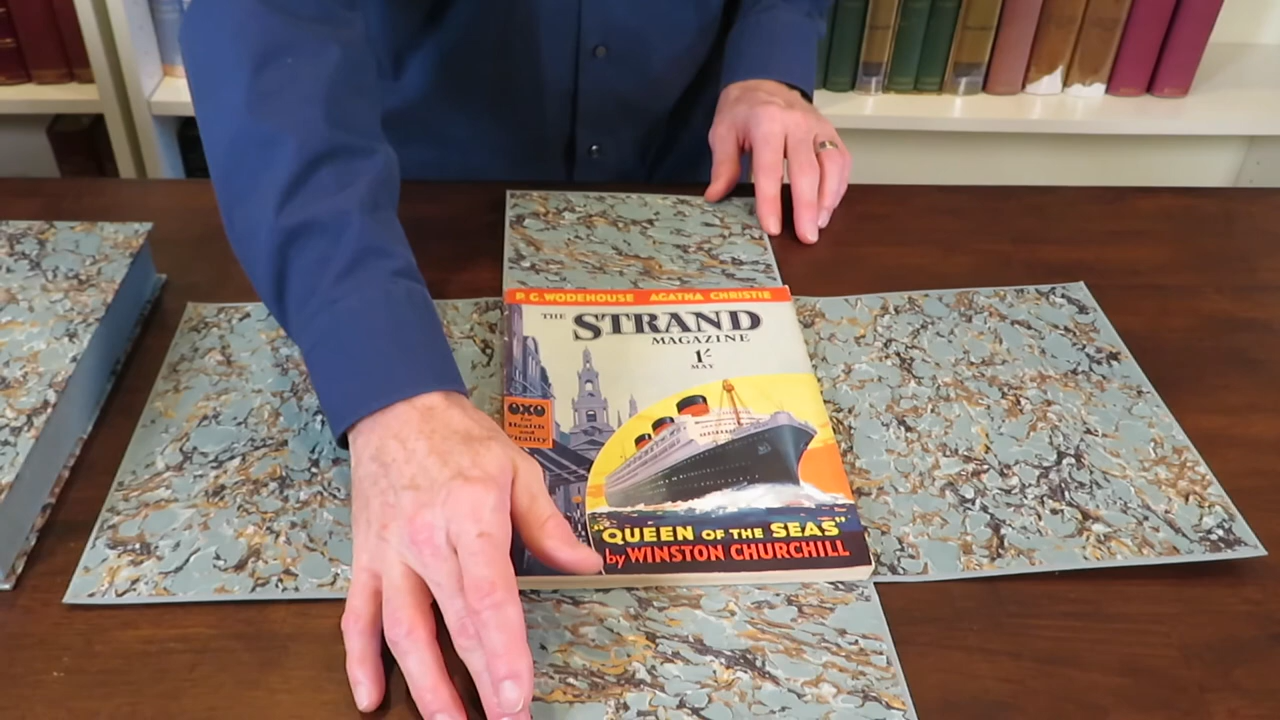 P. G. WODEHOUSE AGATHA CHRISTIE
THE STRAND
MAGAZINE
1/-
MAY
OXO
for
Health
and
Vitality
"QUEEN OF THE SEAS"
by WINSTON CHURCHILL